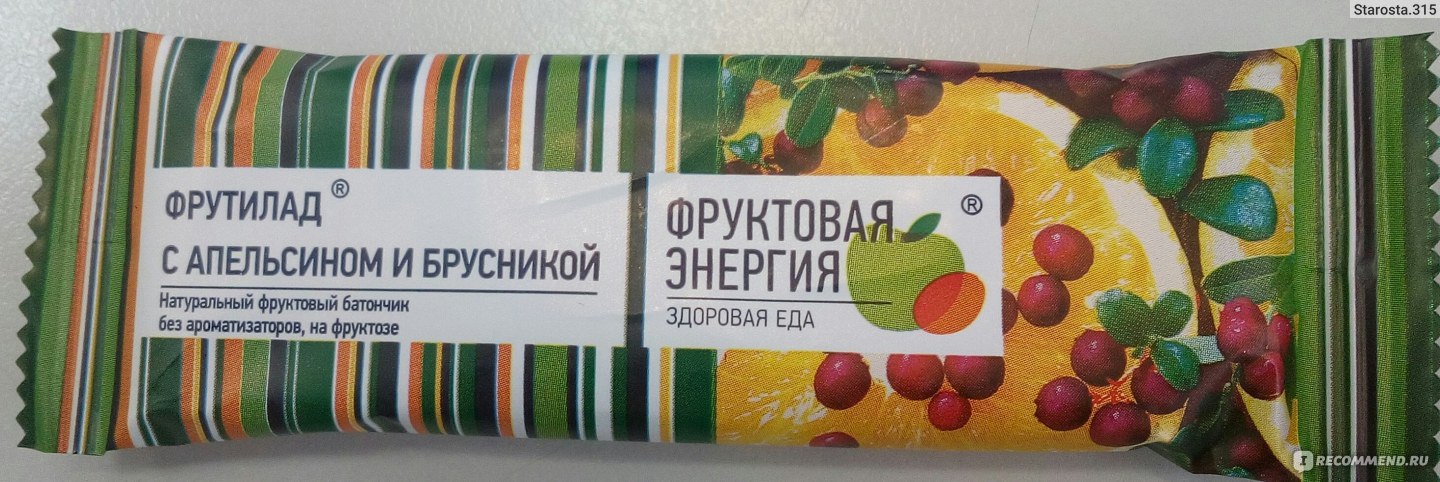 Starosta.315
ФРУТИЛАД ®
С АПЕЛЬСИНОМ И БРУСНИКОЙ
Натуральный фруктовый батончик
без ароматизаторов, на фруктозе
ФРУКТОВАЯ ®
ЭНЕРГИЯ
ЗДОРОВАЯ ЕДА
IRECOMMEND.RU